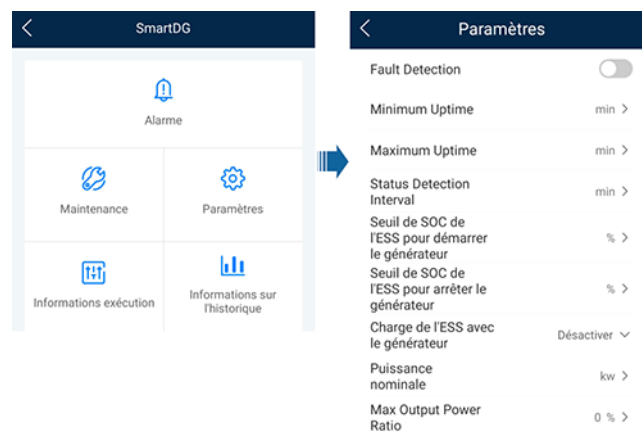 SmartDG
Alarme
Maintenance
Paramètres
Informations exécution
Informations sur
l'historique
Paramètres
Fault Detection
Minimum Uptime
min
Maximum Uptime
min
Status Detection
Interval
min
Seuil de SOC de
l'ESS pour démarrer
le générateur
%
Seuil de SOC de
l'ESS pour arrêter le
générateur
%
Charge de l'ESS avec
le générateur
Désactiver
Puissance
nominale
kw
Max Output Power
Ratio
0 %